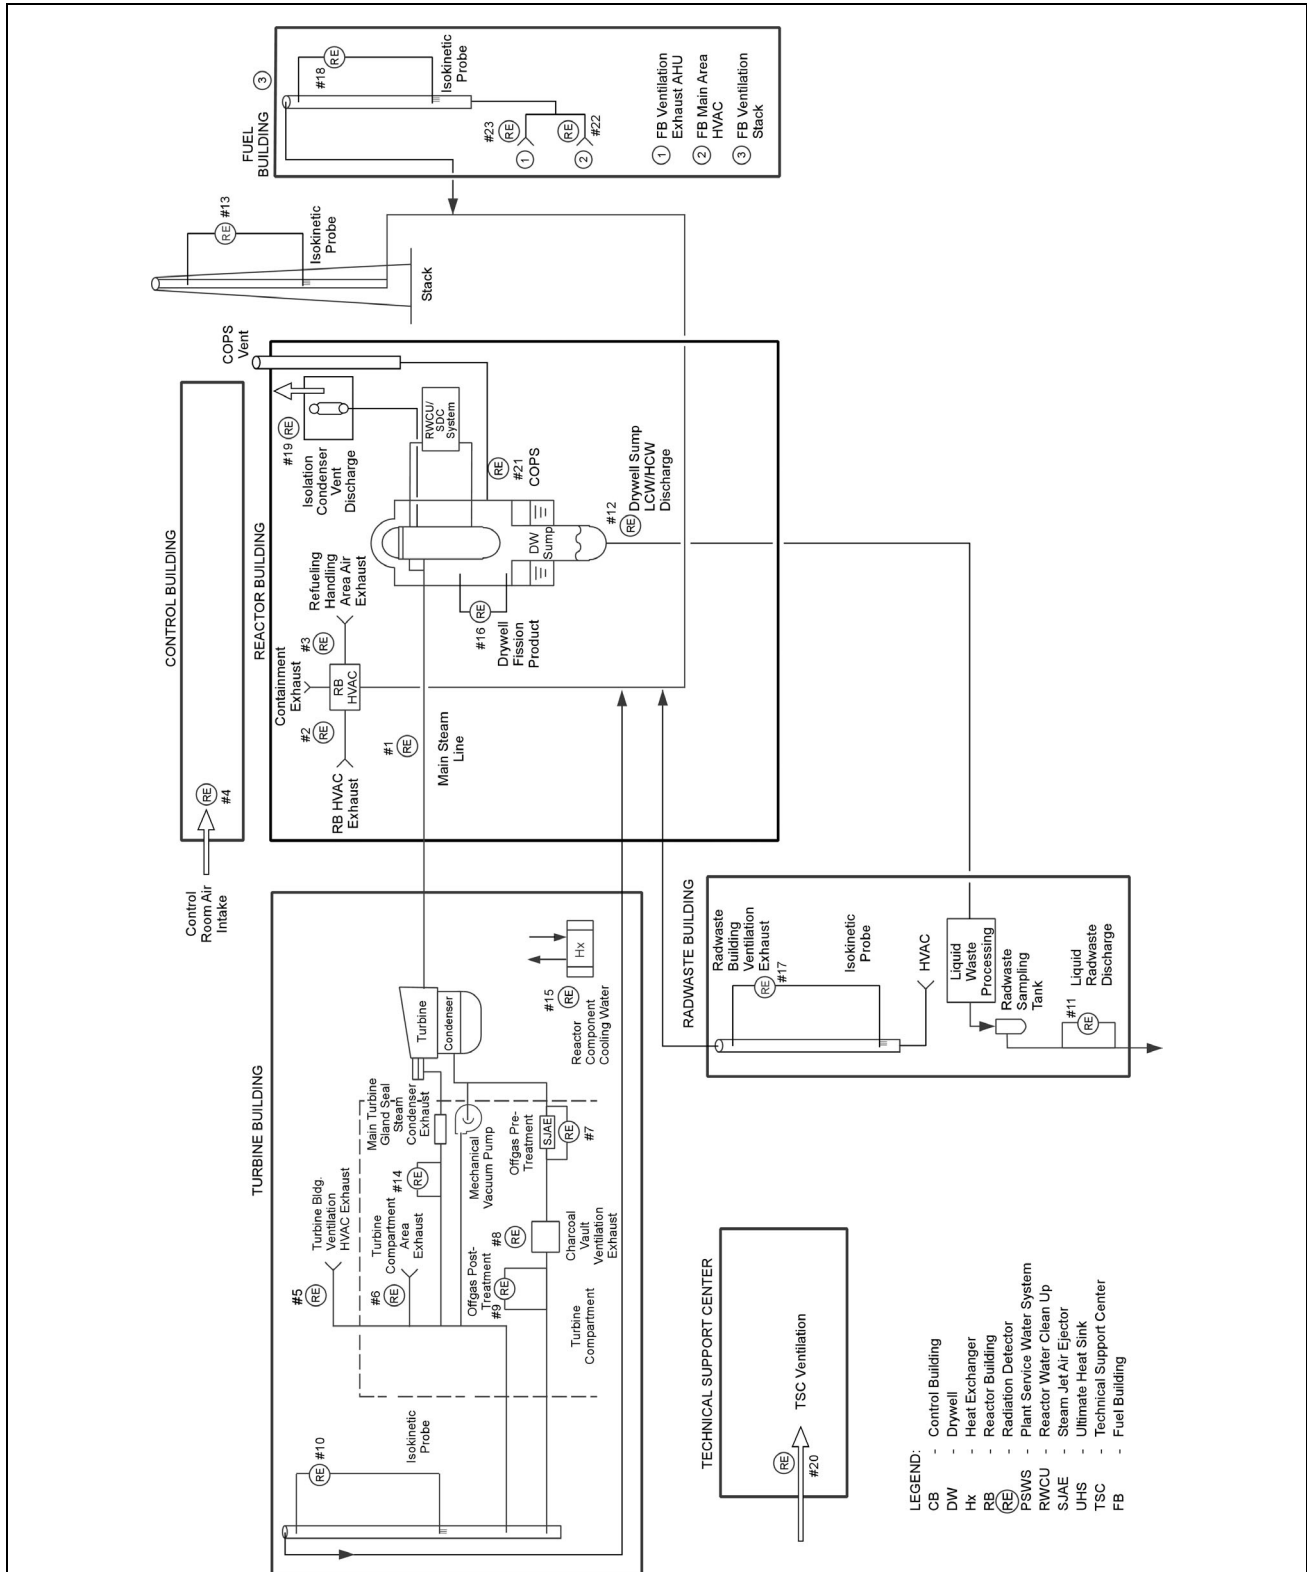 FUEL
BUILDING
3
#18
RE
Isokinetic
Probe
#23
RE
1
RE
#22
2
1 FB Ventilation
Exhaust AHU
2 FB Main Area
HVAC
3 FB Ventilation
Stack
RE
#13
Isokinetic
Probe
Stack
CONTROL BUILDING
Control
Room Air
Intake
RE
#4
REACTOR BUILDING
COPS
Vent
#19
RE
Isolation
Condenser
Vent
Discharge
RWCU/
SDC
System
RE
#21
COPS
DW
Sump
#12
RE
Drywell Sump
LCW/HCW
Discharge
Refueling
Handling
Area Air
Exhaust
#3
RE
Containment
Exhaust
RB
HVAC
#2
RE
RB HVAC
Exhaust
#16
RE
Drywell
Fission
Product
#1
RE
Main Steam
Line
TURBINE BUILDING
Turbine
Condenser
Hx
#15
RE
Reactor
Component
Cooling Water
Main Turbine
Gland Seal
Steam
Condenser
Exhaust
RE
#14
Mechanical
Vacuum Pump
Offgas Pre-
Treatment
SJAE
RE
#7
Turbine Bldg.
Ventilation
HVAC Exhaust
#5
RE
Turbine
Compartment
Area
Exhaust
#6
RE
Offgas Post-
Treatment
#9
RE
#8
RE
Charcoal
Vault
Ventilation
Exhaust
Turbine
Compartment
RE
#10
Isokinetic
Probe
RADWASTE BUILDING
Radwaste
Building
Ventilation
Exhaust
RE
#17
Isokinetic
Probe
HVAC
Liquid
Waste
Processing
Radwaste
Sampling
Tank
#11
RE
Liquid
Radwaste
Discharge
TECHNICAL SUPPORT CENTER
RE
#20
TSC Ventilation
LEGEND:
CB - Control Building
DW - Drywell
Hx - Heat Exchanger
RB - Reactor Building
RE - Radiation Detector
PSWS - Plant Service Water System
RWCU - Reactor Water Clean Up
SJAE - Steam Jet Air Ejector
UHS - Ultimate Heat Sink
TSC - Technical Support Center
FB - Fuel Building